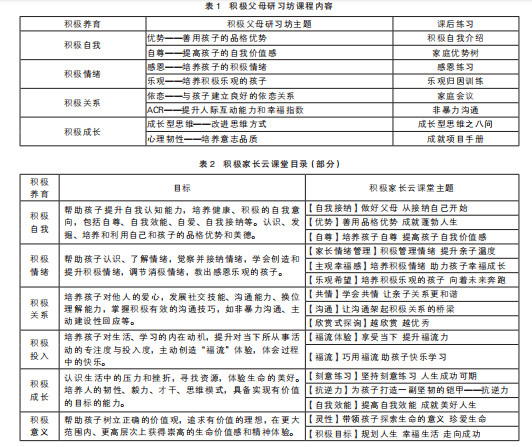 表1 积极父母研习坊课程内容
积极养育 积极父母研习坊主题 课后练习
积极自我 优势——善用孩子的品格优势 积极自我介绍
自尊——提高孩子的自我价值感 家庭优势树
积极情绪 感恩——培养孩子的积极情绪 感恩练习
乐观——培养积极乐观的孩子 乐观归因训练
积极关系 依恋——与孩子建立良好的依恋关系 家庭会议
ACR——提升人际互动能力和幸福指数 非暴力沟通
积极成长 成长型思维——改进思维方式 成长型思维之八问
心理韧性——培养意志品质 成就项目手册
表2 积极家长云课堂目录(部分)
积极
养育 目标 积极家长云课堂主题
积极
自我
帮助孩子提升自我认知能力,培养健康、积极的自我意
向,包括自尊、自我效能、自爱、自我接纳等。认识、发
掘、培养和利用自己和孩子的品格优势和美德。
【自我接纳】做好父母 从接纳自己开始
【优势】善用品格优势 成就蓬勃人生
【自尊】培养孩子自尊 提高孩子自我价值感
积极
情绪
帮助孩子认识、了解情绪,觉察并接纳情绪,学会创造和
提升积极情绪,调节消极情绪,教出感恩乐观的孩子。
【家长情绪管理】积极管理情绪 提升亲子温度
【主观幸福感】培养积极情绪 助力孩子幸福成长
【乐观希望】培养积极乐观的孩子 向着未来奔跑
积极
关系
培养孩子对他人的爱心,发展社交技能、沟通能力、换位
理解能力,掌握积极有效的沟通技巧,如非暴力沟通、主
动建设性回应等。
【共情】学会共情 让亲子关系更和谐
【沟通】让沟通架起积极关系的桥梁
【欣赏式探询】越欣赏 越优秀
积极
投入
培养孩子对生活、学习的内在动机,提升对当下所从事活
动的专注度与投入度,主动创造“福流”体验,体会过程
中的快乐。
【福流体验】享受当下 提升福流力
【福流】巧用福流 助孩子快乐学习
积极
成长
认识生活中的压力和挫折,寻找资源,体验生命的美好。
培养人的韧性、毅力、才干、思维模式,具备实现有价值
的目标的能力。
【刻意练习】坚持刻意练习 人生成功可期
【抗逆力】为孩子打造一副坚韧的铠甲——抗逆力
【自我效能】提高自我效能 成就美好人生
积极
意义
帮助孩子树立正确的价值观,追求有价值的理想,在更大
范围内、更高层次上获得崇高的生命价值感和精神体验。
【灵性】带领孩子探索生命的意义 珍爱生命
【积极目标】规划人生 幸福生活 走向成功